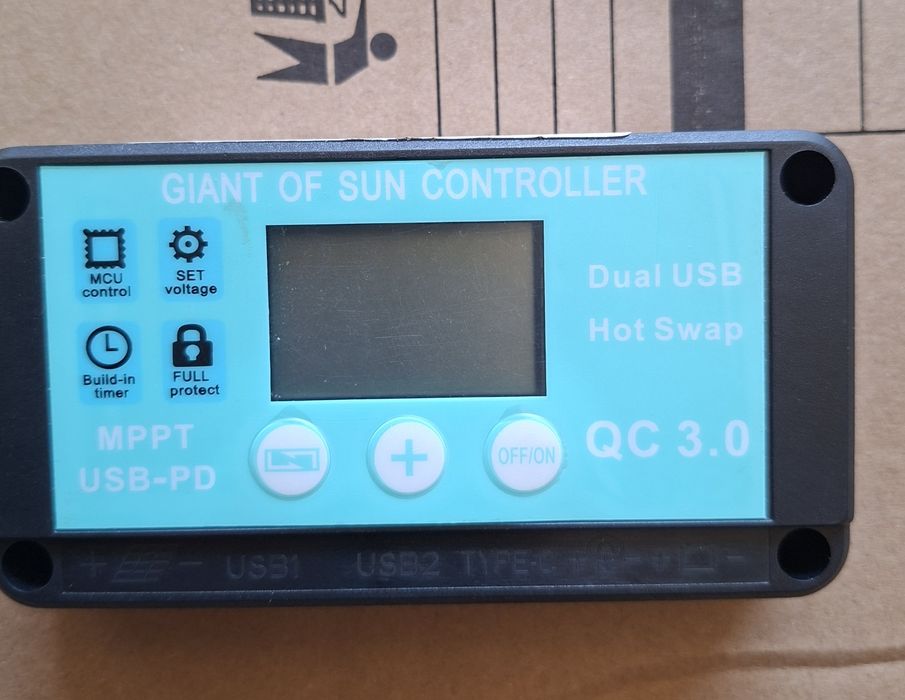 GIANT OF SUN CONTROLLER
MCU
control
SET
voltage
Build-in
timer
FULL
protect
Dual USB
Hot Swap
MPPT
USB-PD
+
OFF/ON
QC 3.0
+ - USB1 USB2 TYPE-C + - + -